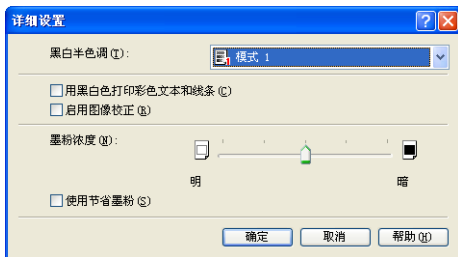 详细设置
黑白半色调(T):
模式 1
用黑白色打印彩色文本和线条(C)
启用图像校正(R)
墨粉浓度(N):
明 暗
使用节省墨粉(S)
确定 取消 帮助(H)